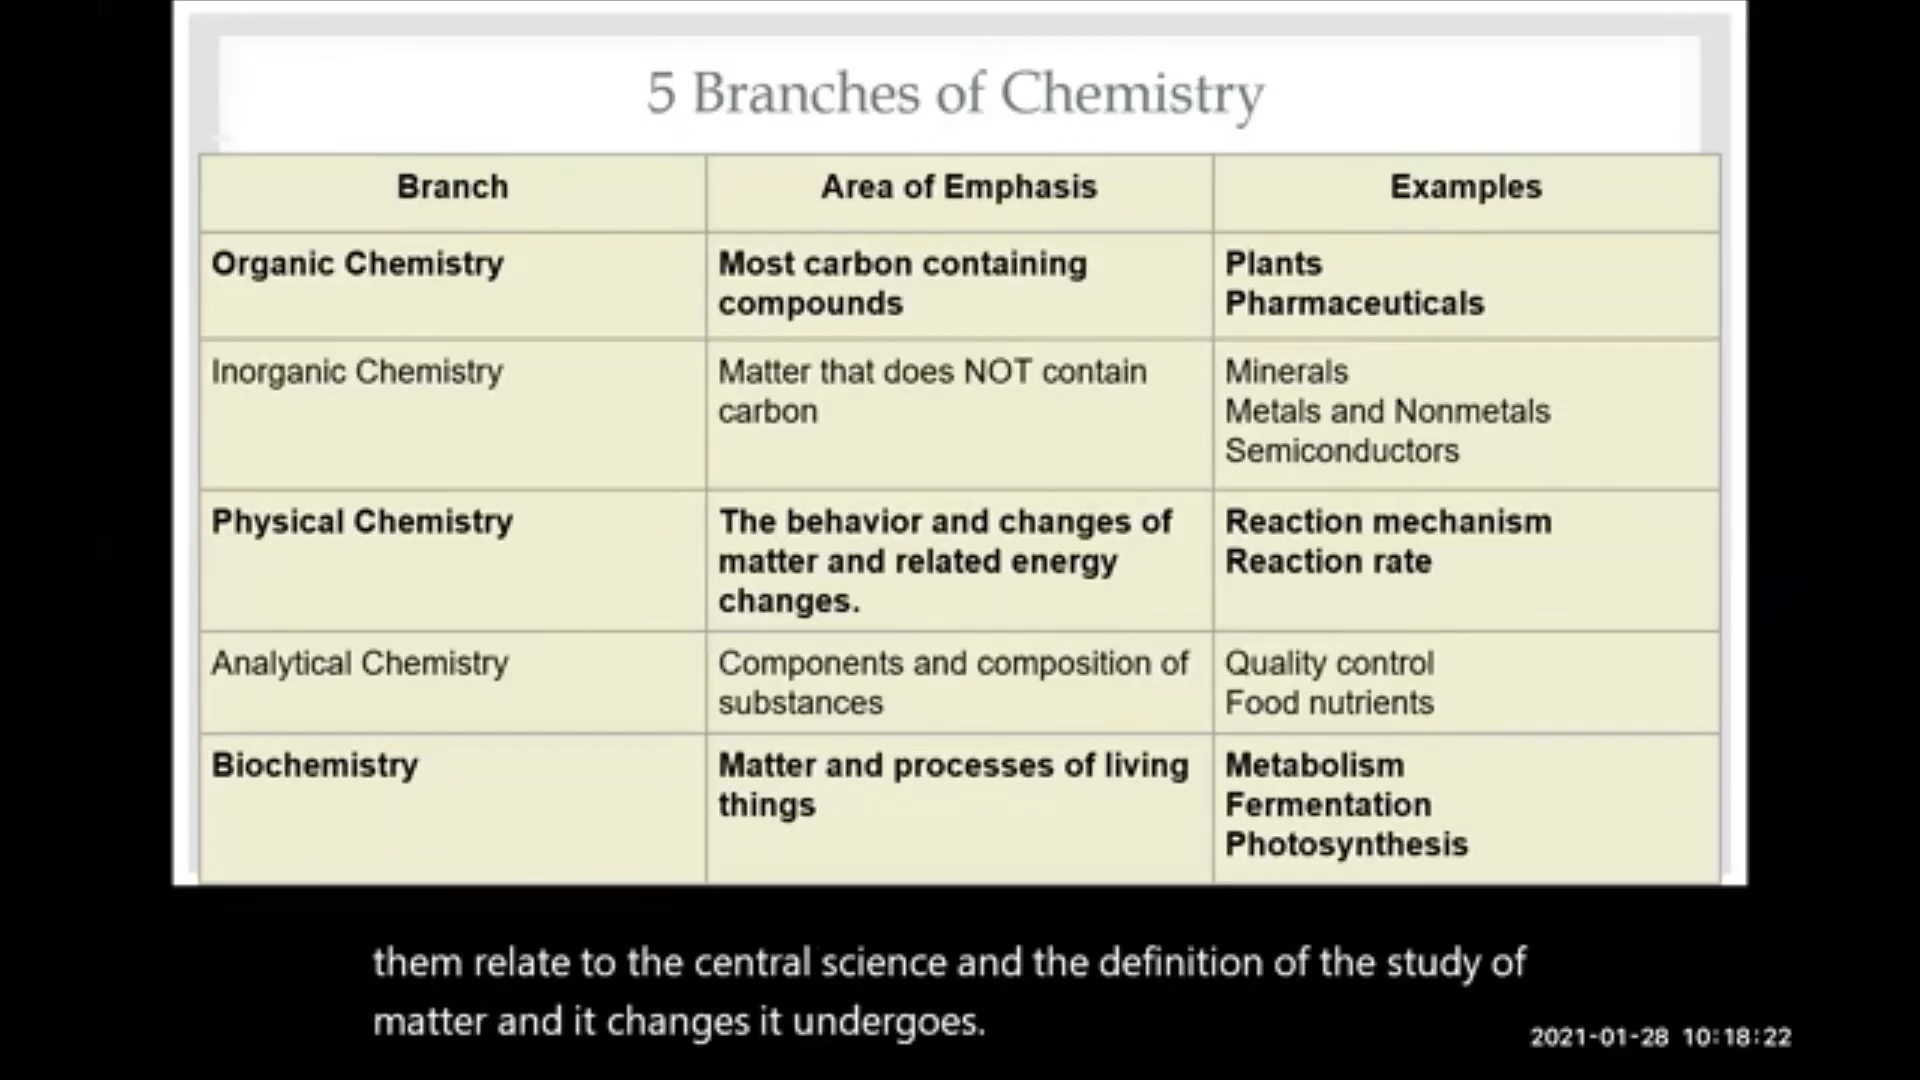 5 Branches of Chemistry
Branch
Area of Emphasis
Examples
Organic Chemistry
Most carbon containing
compounds
Plants
Pharmaceuticals
Inorganic Chemistry
Matter that does NOT contain
carbon
Minerals
Metals and Nonmetals
Semiconductors
Physical Chemistry
The behavior and changes of
matter and related energy
changes.
Reaction mechanism
Reaction rate
Analytical Chemistry
Components and composition of
substances
Quality control
Food nutrients
Biochemistry
Matter and processes of living
things
Metabolism
Fermentation
Photosynthesis
them relate to the central science and the definition of the study of
matter and it changes it undergoes.
2021-01-28 10:18:22